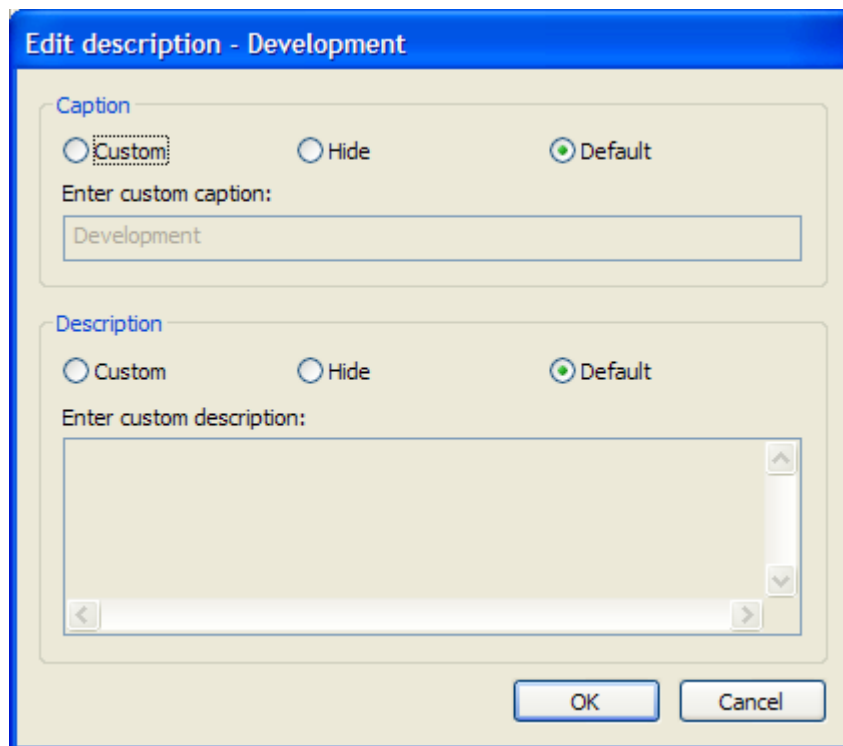 Edit description - Development
Caption
Custom Hide Default
Enter custom caption:
Development
Description
Custom Hide Default
Enter custom description:
OK Cancel